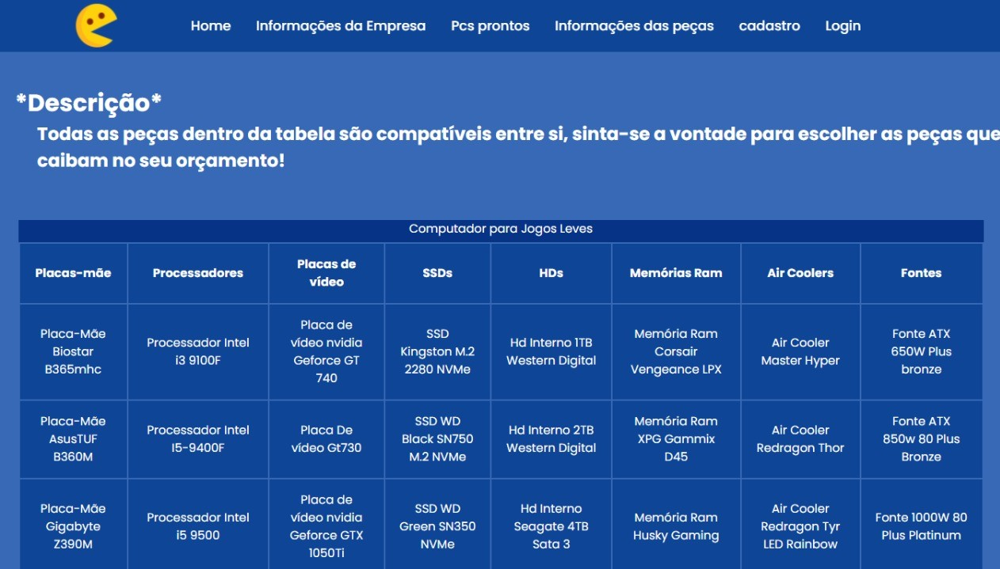 Home Informações da Empresa Pcs prontos Informações das peças cadastro Login
*Descrição*
Todas as peças dentro da tabela são compatíveis entre si, sinta-se a vontade para escolher as peças que
caibam no seu orçamento!
Computador para Jogos Leves
Placas-mãe
Processadores
Placas de
vídeo
SSDs
HDs
Memórias Ram
Air Coolers
Fontes
Placa-Mãe
Biostar
B365mhc
Processador Intel
i3 9100F
Placa de
vídeo nvidia
Geforce GT
740
SSD
Kingston M.2
2280 NVMe
Hd Interno 1TB
Western Digital
Memória Ram
Corsair
Vengeance LPX
Air Cooler
Master Hyper
Fonte ATX
650W Plus
bronze
Placa-Mãe
AsusTUF
B360M
Processador Intel
I5-9400F
Placa De
vídeo Gt730
SSD WD
Black SN750
M.2 NVMe
Hd Interno 2TB
Western Digital
Memória Ram
XPG Gammix
D45
Air Cooler
Redragon Thor
Fonte ATX
850w 80 Plus
Bronze
Placa-Mãe
Gigabyte
Z390M
Processador Intel
i5 9500
Placa de
vídeo nvidia
Geforce GTX
1050Ti
SSD WD
Green SN350
NVMe
Hd Interno
Seagate 4TB
Sata 3
Memória Ram
Husky Gaming
Air Cooler
Redragon Tyr
LED Rainbow
Fonte 1000W 80
Plus Platinum